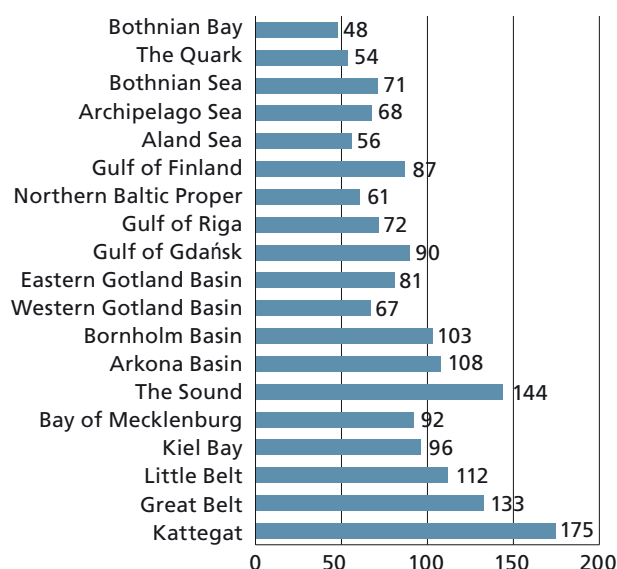 Bothnian Bay 48
The Quark 54
Bothnian Sea 71
Archipelago Sea 68
Aland Sea 56
Gulf of Finland 87
Northern Baltic Proper 61
Gulf of Riga 72
Gulf of Gdańsk 90
Eastern Gotland Basin 81
Western Gotland Basin 67
Bornholm Basin 103
Arkona Basin 108
The Sound 144
Bay of Mecklenburg 92
Kiel Bay 96
Little Belt 112
Great Belt 133
Kattegat 175
0 50 100 150 200